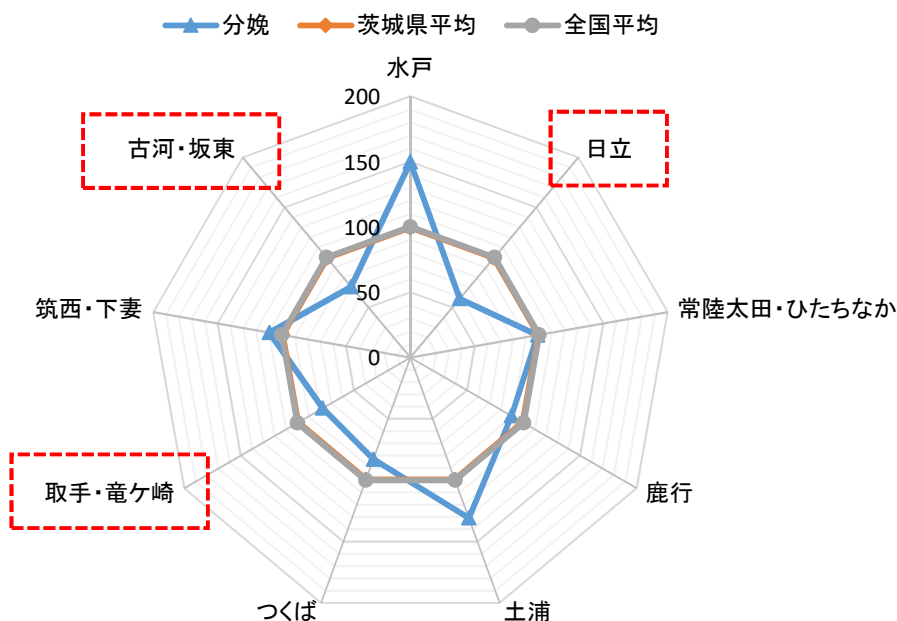 分娩 茨城県平均 全国平均
水戸
200
古河・坂東
日立
150
100
筑西・下妻
常陸太田・ひたちなか
50
0
取手・竜ケ崎
鹿行
つくば
土浦